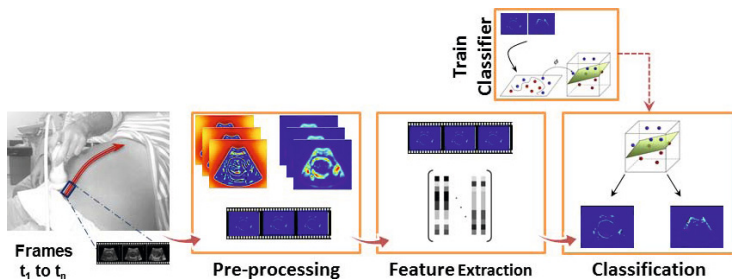 Train
Classifier
ϕ
Frames
t₁ to tₙ
Pre-processing
Feature Extraction
Classification